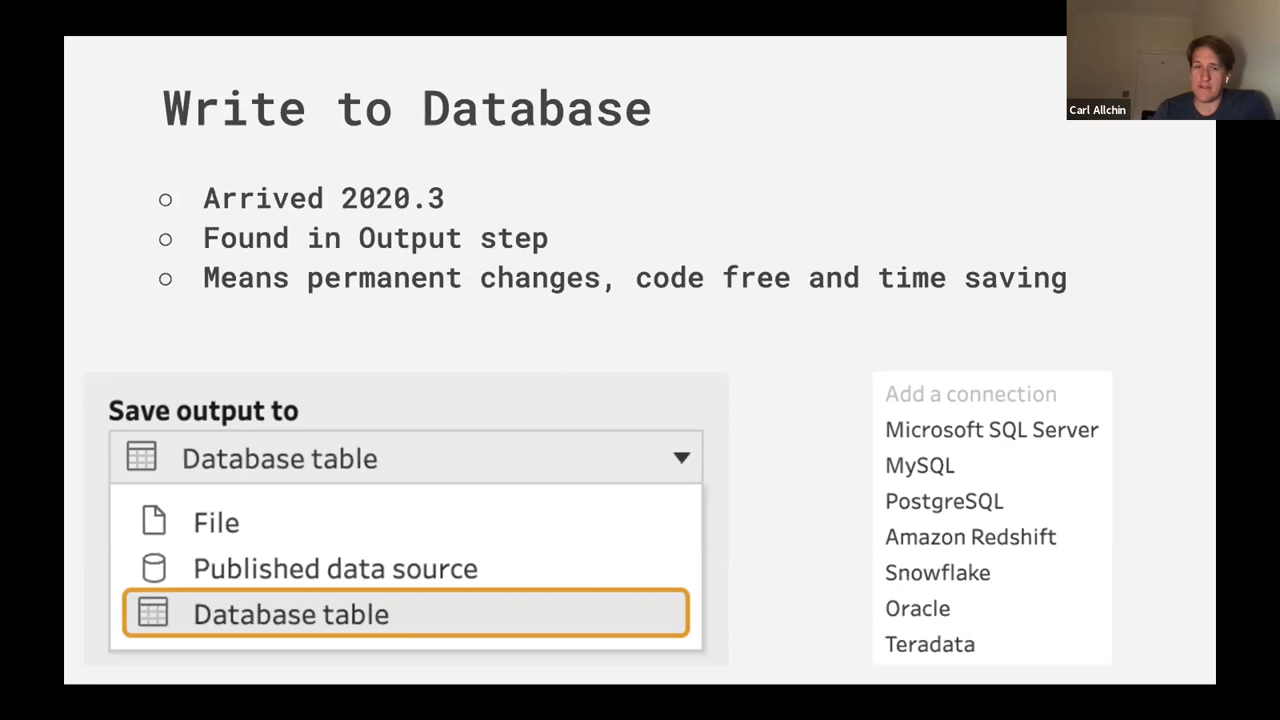 Carl Allchin
Write to Database
Arrived 2020.3
Found in Output step
Means permanent changes, code free and time saving
Save output to
Database table
File
Published data source
Database table
Add a connection
Microsoft SQL Server
MySQL
PostgreSQL
Amazon Redshift
Snowflake
Oracle
Teradata